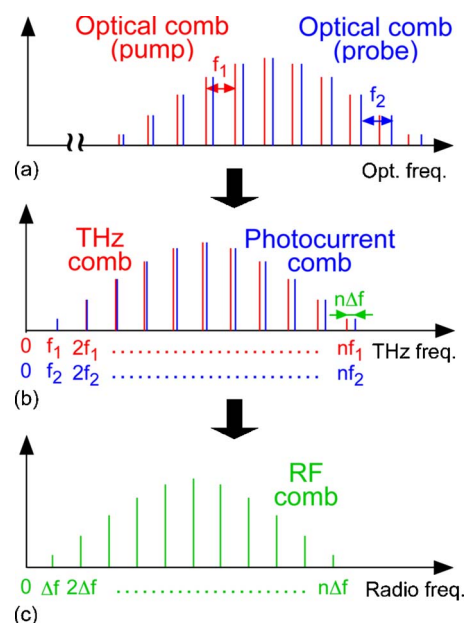 Optical comb
(pump)
Optical comb
(probe)
f₁
f₂
(a)
Opt. freq.
THz
comb
Photocurrent
comb
nΔf
0 f₁ 2f₁ .................. nf₁ THz freq.
0 f₂ 2f₂ .................. nf₂
(b)
RF
comb
0 Δf 2Δf .................. nΔf Radio freq.
(c)